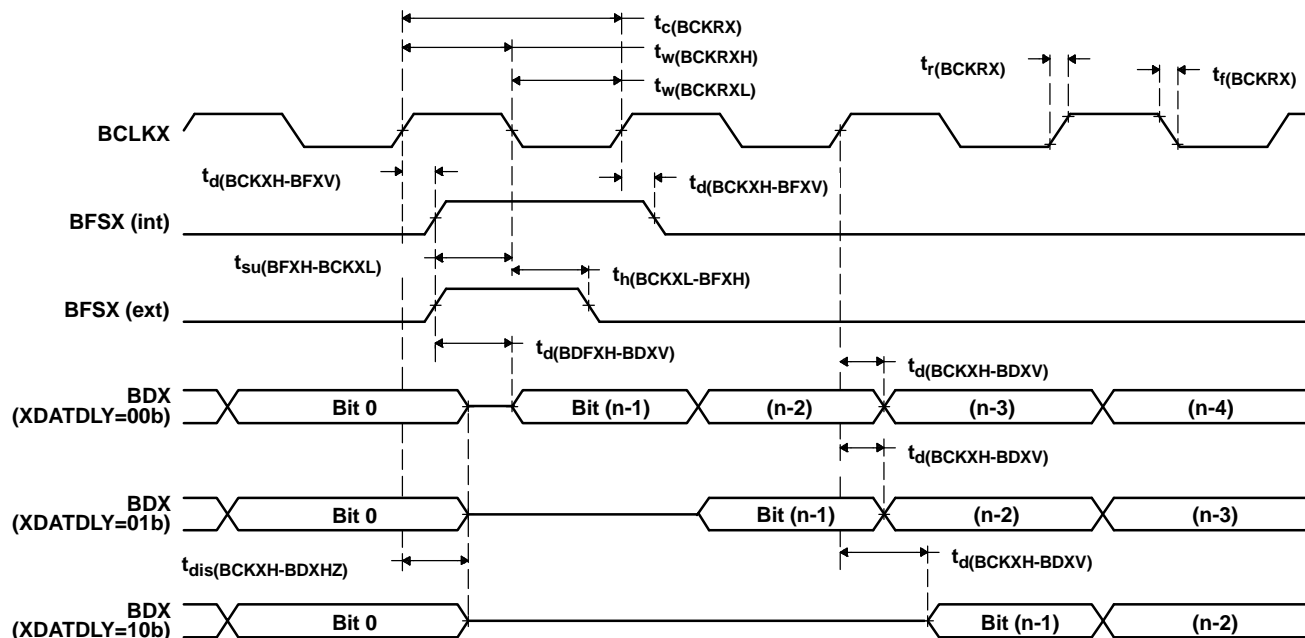 tc(BCKRX)
tw(BCKRXH)
tr(BCKRX)
tf(BCKRX)
tw(BCKRXL)
BCLKX
td(BCKXH-BFXV)
td(BCKXH-BFXV)
BFSX (int)
tsu(BFXH-BCKXL)
th(BCKXL-BFXH)
BFSX (ext)
td(BDFXH-BDXV)
td(BCKXH-BDXV)
BDX
(XDATDLY=00b)
Bit 0
Bit (n-1)
(n-2)
(n-3)
(n-4)
td(BCKXH-BDXV)
BDX
(XDATDLY=01b)
Bit 0
Bit (n-1)
(n-2)
(n-3)
tdis(BCKXH-BDXHZ)
td(BCKXH-BDXV)
BDX
(XDATDLY=10b)
Bit 0
Bit (n-1)
(n-2)